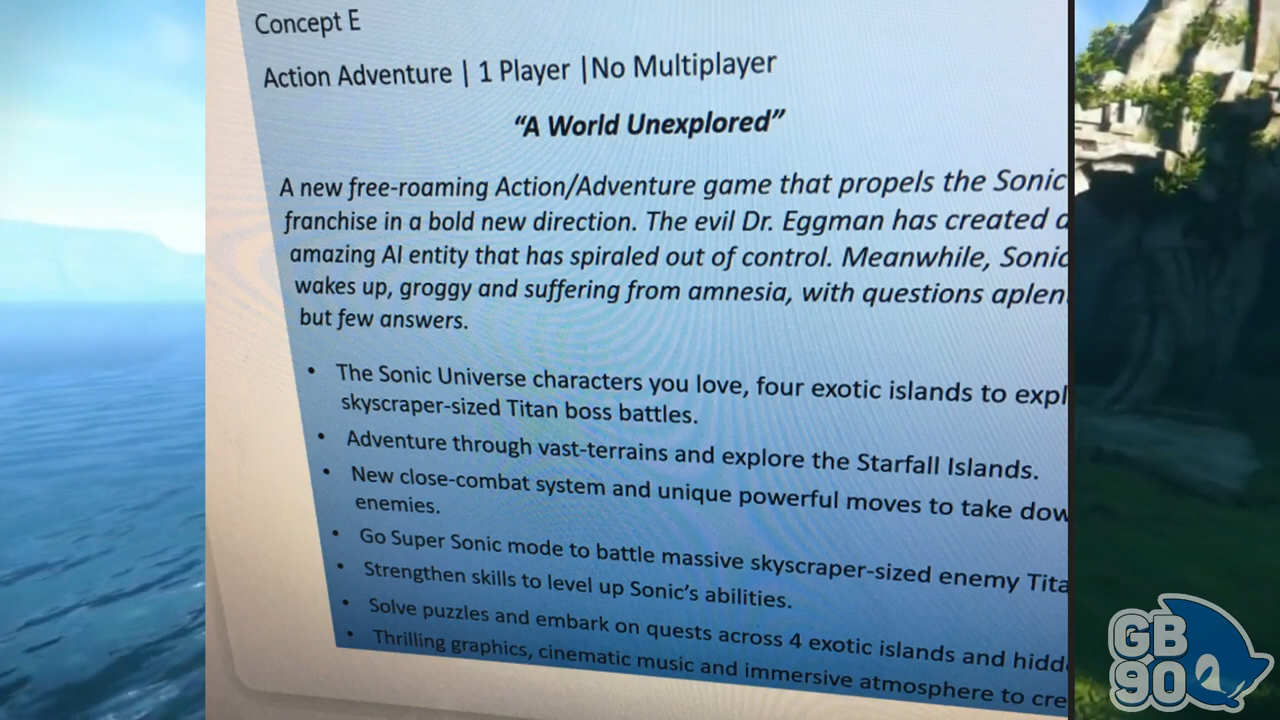 Concept E
Action Adventure | 1 Player |No Multiplayer
“A World Unexplored”
A new free-roaming Action/Adventure game that propels the Sonic
franchise in a bold new direction. The evil Dr. Eggman has created
amazing AI entity that has spiraled out of control. Meanwhile, Sonic
wakes up, groggy and suffering from amnesia, with questions aplen
but few answers.
• The Sonic Universe characters you love, four exotic islands to expl
skyscraper-sized Titan boss battles.
• Adventure through vast-terrains and explore the Starfall Islands.
• New close-combat system and unique powerful moves to take dow
enemies.
• Go Super Sonic mode to battle massive skyscraper-sized enemy Tita
• Strengthen skills to level up Sonic’s abilities.
• Solve puzzles and embark on quests across 4 exotic islands and hidd
• Thrilling graphics, cinematic music and immersive atmosphere to cre
GB
90